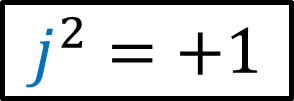 j² = +1